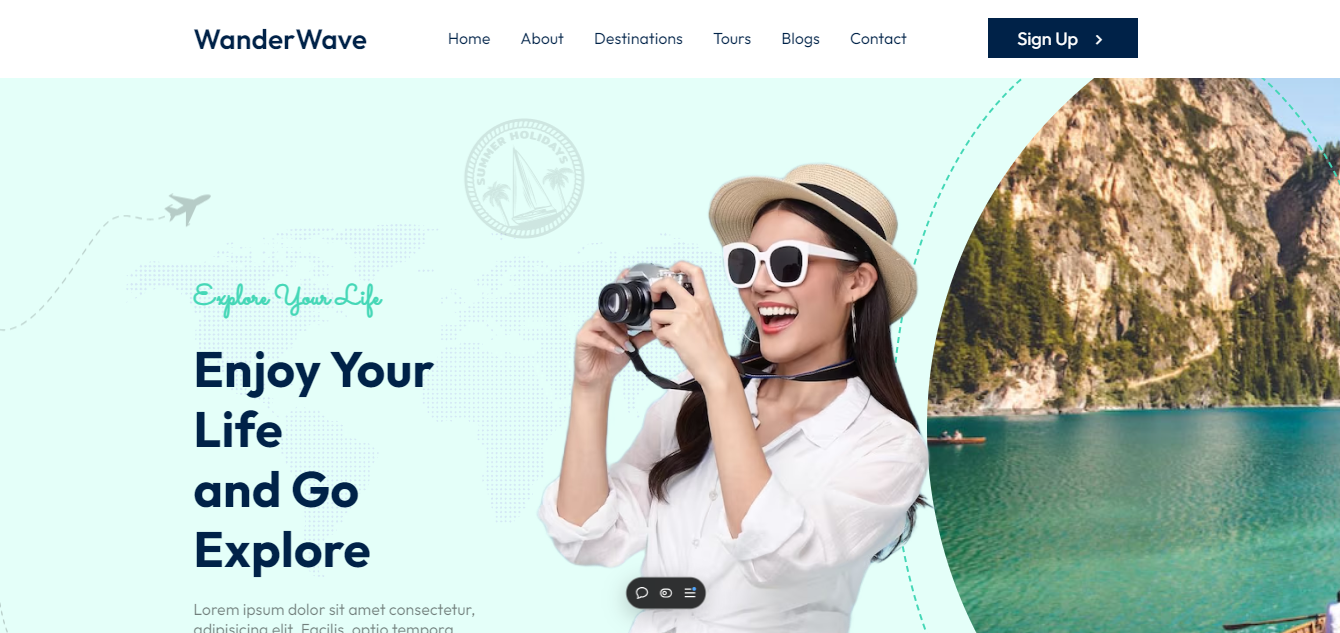 WanderWave
Home About Destinations Tours Blogs Contact
Sign Up
SUMMER HOLIDAYS
Explore Your Life
Enjoy Your
Life
and Go
Explore
Lorem ipsum dolor sit amet consectetur,
adipisicing elit. Facilis, optio tempora